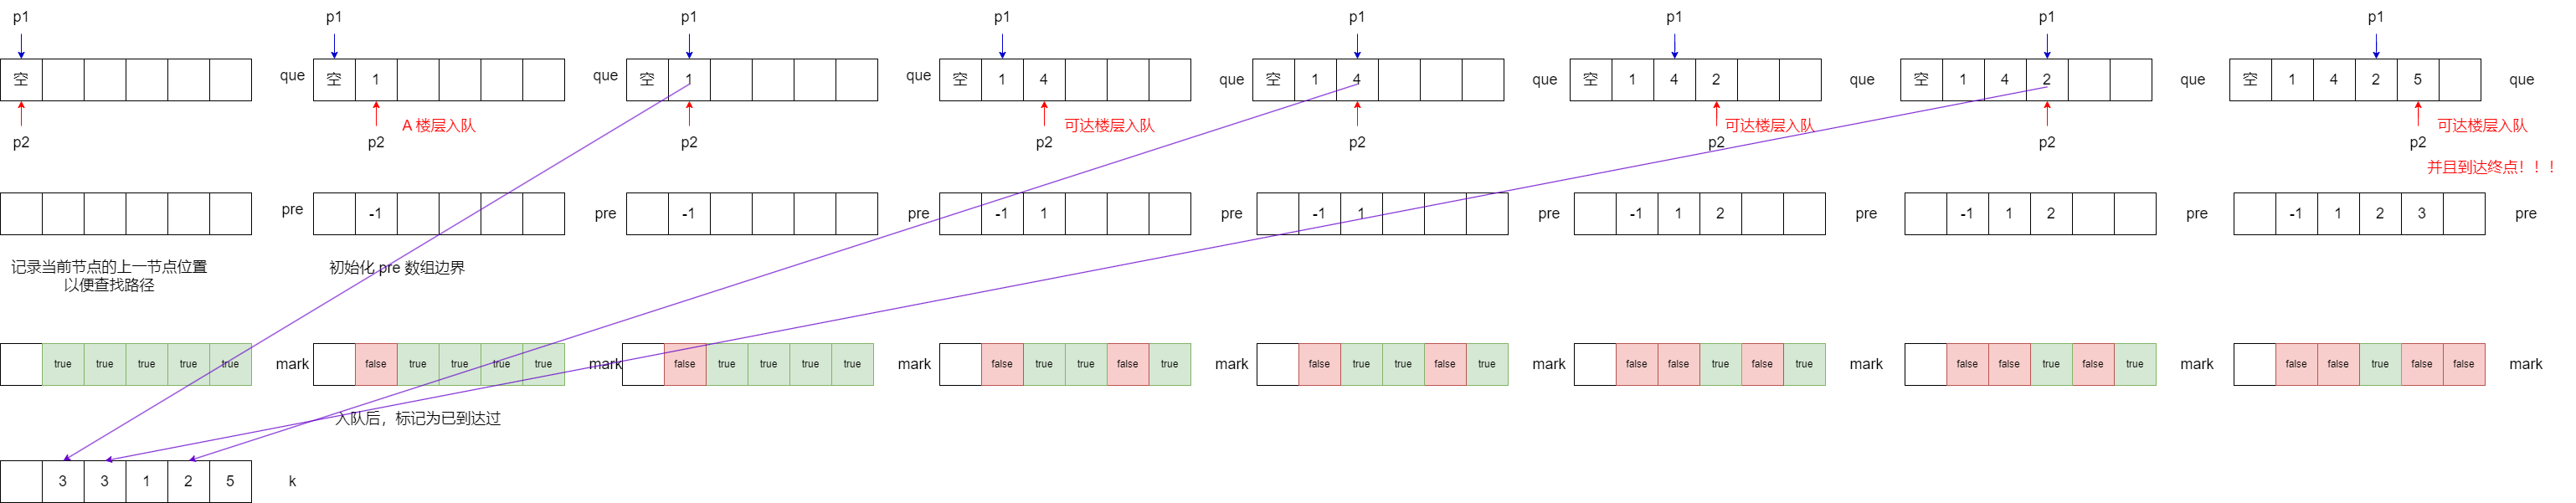 p1 p1 p1 p1 p1 p1 p1 p1
空 que 空 1 que 空 1 que 空 1 4 que 空 1 4 que 空 1 4 2 que 空 1 4 2 que 空 1 4 2 5 que
A 楼层入队 可达楼层入队 可达楼层入队 可达楼层入队
p2 p2 p2 p2 p2 p2 p2 p2
并且到达终点！！！
pre -1 pre -1 pre -1 1 pre -1 1 pre -1 1 2 pre -1 1 2 pre -1 1 2 3 pre
记录当前节点的上一节点位置 初始化 pre 数组边界
以便查找路径
true true true true true mark false true true true true mark false true true true true mark false true true false true mark false true true false true mark false false true false true mark false false true false true mark false false true false false mark
入队后，标记为已到达过
3 3 1 2 5 k